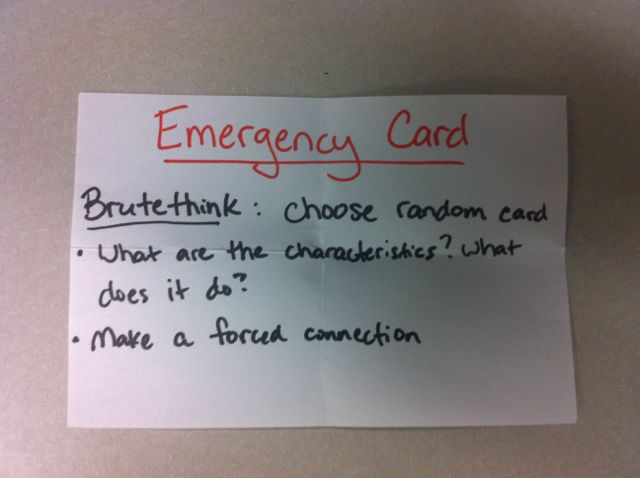 Emergency Card
Brutethink: choose random card
• What are the characteristics? What
does it do?
• Make a forced connection